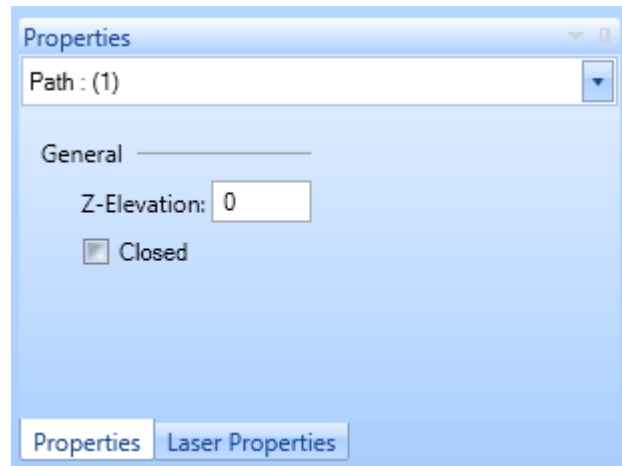 Properties
Path : (1)
General
Z-Elevation: 0
Closed
Properties Laser Properties